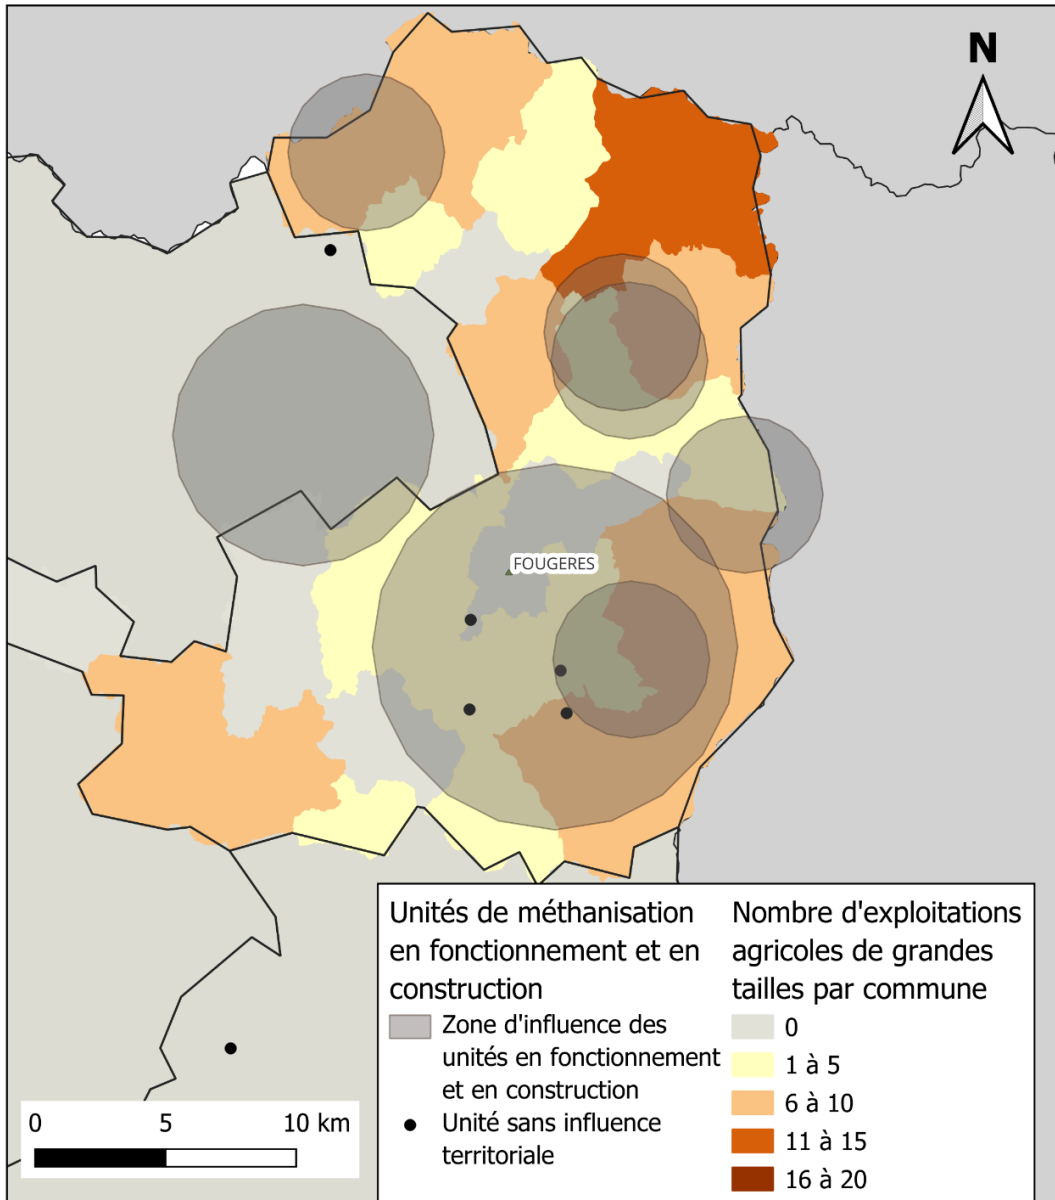 N
FOUGERES
Unités de méthanisation
en fonctionnement et en
construction
Zone d'influence des
unités en fonctionnement
et en construction
Unité sans influence
territoriale
Nombre d'exploitations
agricoles de grandes
tailles par commune
0
1 à 5
6 à 10
11 à 15
16 à 20
0 5 10 km